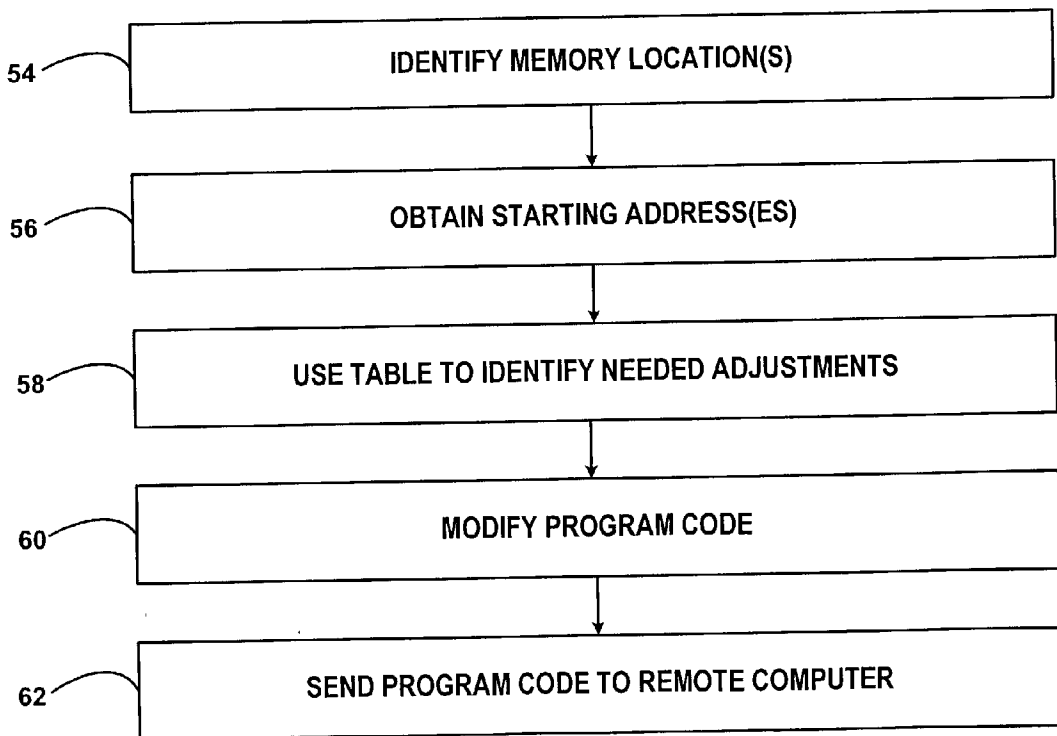 54
IDENTIFY MEMORY LOCATION(S)
56
OBTAIN STARTING ADDRESS(ES)
58
USE TABLE TO IDENTIFY NEEDED ADJUSTMENTS
60
MODIFY PROGRAM CODE
62
SEND PROGRAM CODE TO REMOTE COMPUTER